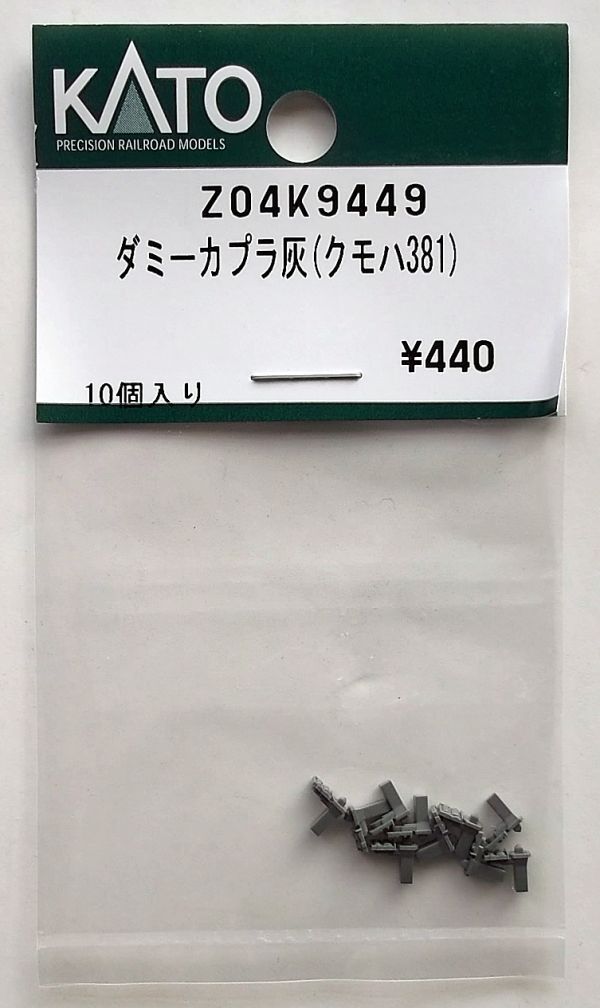 KATO
PRECISION RAILROAD MODELS
Z04K9449
ダミーカプラ灰(クモハ381)
¥440
10個入り